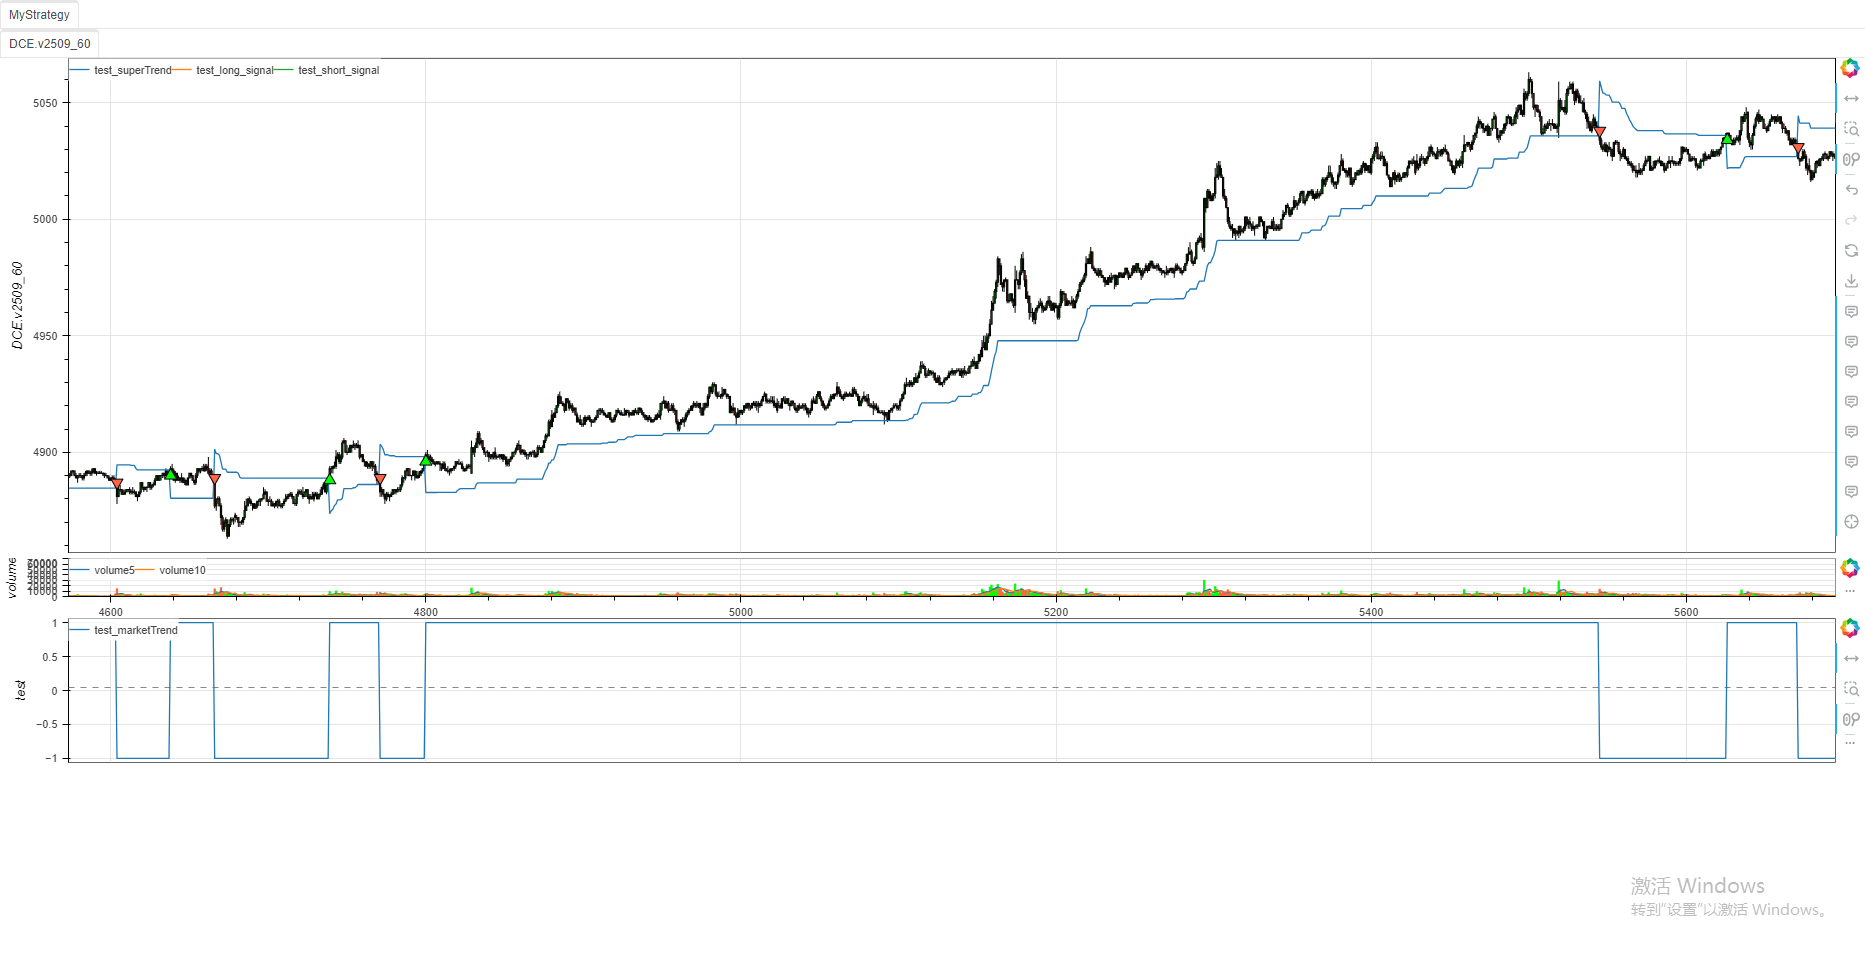 MyStrategy
DCE.v2509_60
test_superTrend test_long_signal test_short_signal
5050
5000
4950
4900
DCE.v2509_60
volume5 volume10
10000
0
volume
4600 4800 5000 5200 5400 5600
test_marketTrend
1
0.5
0
−0.5
−1
test
激活 Windows
转到“设置”以激活 Windows。